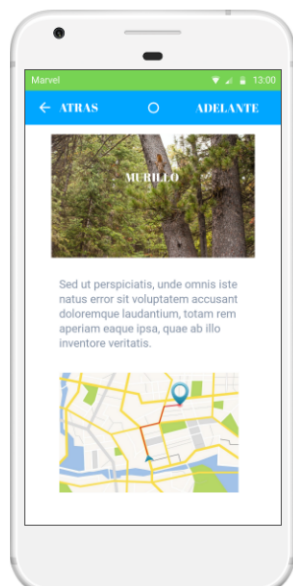 Marvel 13:00
ATRAS ADELANTE
MURILLO
Sed ut perspiciatis, unde omnis iste
natus error sit voluptatem accusant
doloremque laudantium, totam rem
aperiam eaque ipsa, quae ab illo
inventore veritatis.